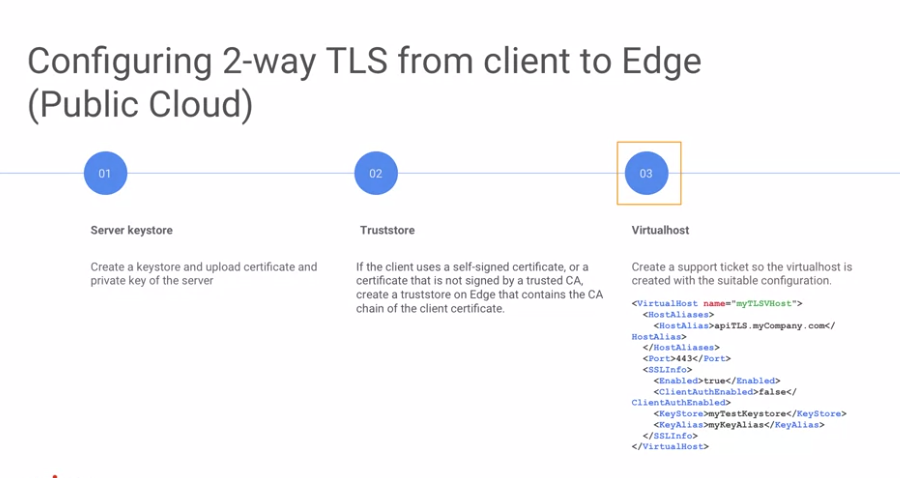 Configuring 2-way TLS from client to Edge
(Public Cloud)
01
02
03
Server keystore
Create a keystore and upload certificate and
private key of the server
Truststore
If the client uses a self-signed certificate, or a
certificate that is not signed by a trusted CA,
create a truststore on Edge that contains the CA
chain of the client certificate.
Virtualhost
Create a support ticket so the virtualhost is
created with the suitable configuration.
<VirtualHost name="myTLSVHost">
<HostAliases>
<HostAlias>apiTLS.myCompany.com</
HostAlias>
</HostAliases>
<Port>443</Port>
<SSLInfo>
<Enabled>true</Enabled>
<ClientAuthEnabled>false</
ClientAuthEnabled>
<KeyStore>myTestKeystore</KeyStore>
<KeyAlias>myKeyAlias</KeyAlias>
</SSLInfo>
</VirtualHost>